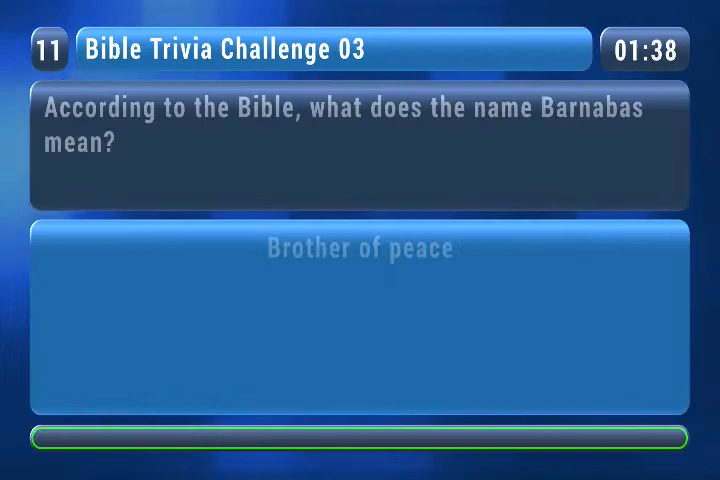 11 Bible Trivia Challenge 03 01:38
According to the Bible, what does the name Barnabas
mean?
Brother of peace